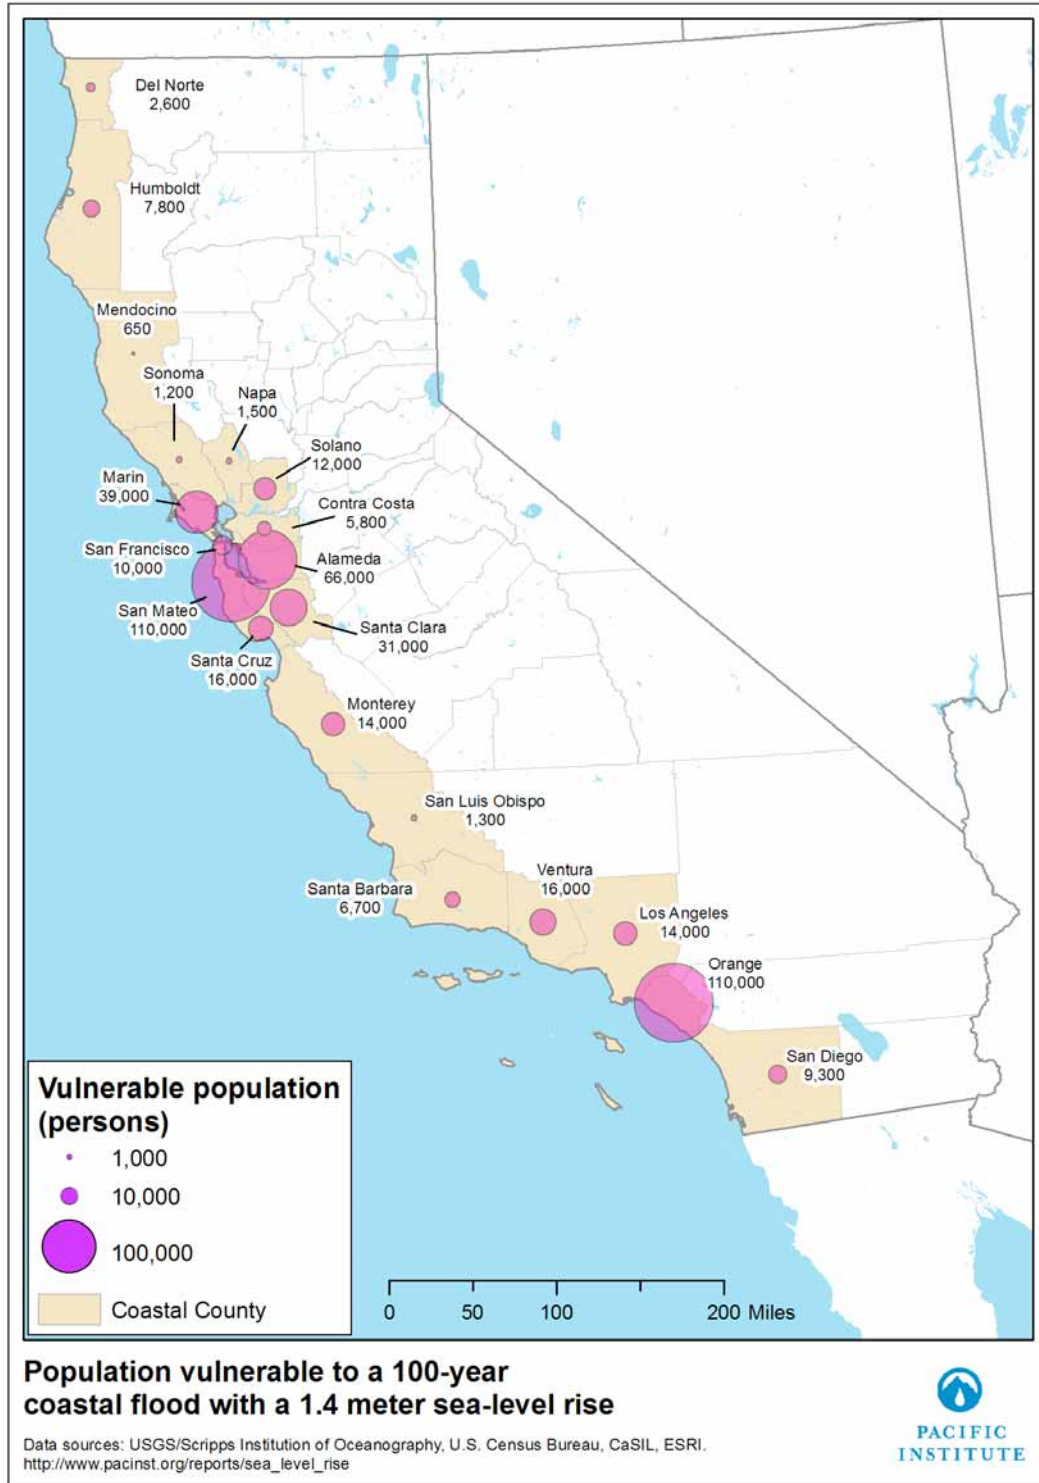 Del Norte
2,600
Humboldt
7,800
Mendocino
650
Sonoma
1,200
Napa
1,500
Solano
12,000
Marin
39,000
Contra Costa
5,800
San Francisco
10,000
Alameda
66,000
San Mateo
110,000
Santa Clara
31,000
Santa Cruz
16,000
Monterey
14,000
San Luis Obispo
1,300
Ventura
16,000
Santa Barbara
6,700
Los Angeles
14,000
Orange
110,000
San Diego
9,300
Vulnerable population
(persons)
1,000
10,000
100,000
Coastal County
0 50 100 200 Miles
Population vulnerable to a 100-year
coastal flood with a 1.4 meter sea-level rise
Data sources: USGS/Scripps Institution of Oceanography, U.S. Census Bureau, CaSIL, ESRI.
http://www.pacinst.org/reports/sea_level_rise
PACIFIC
INSTITUTE